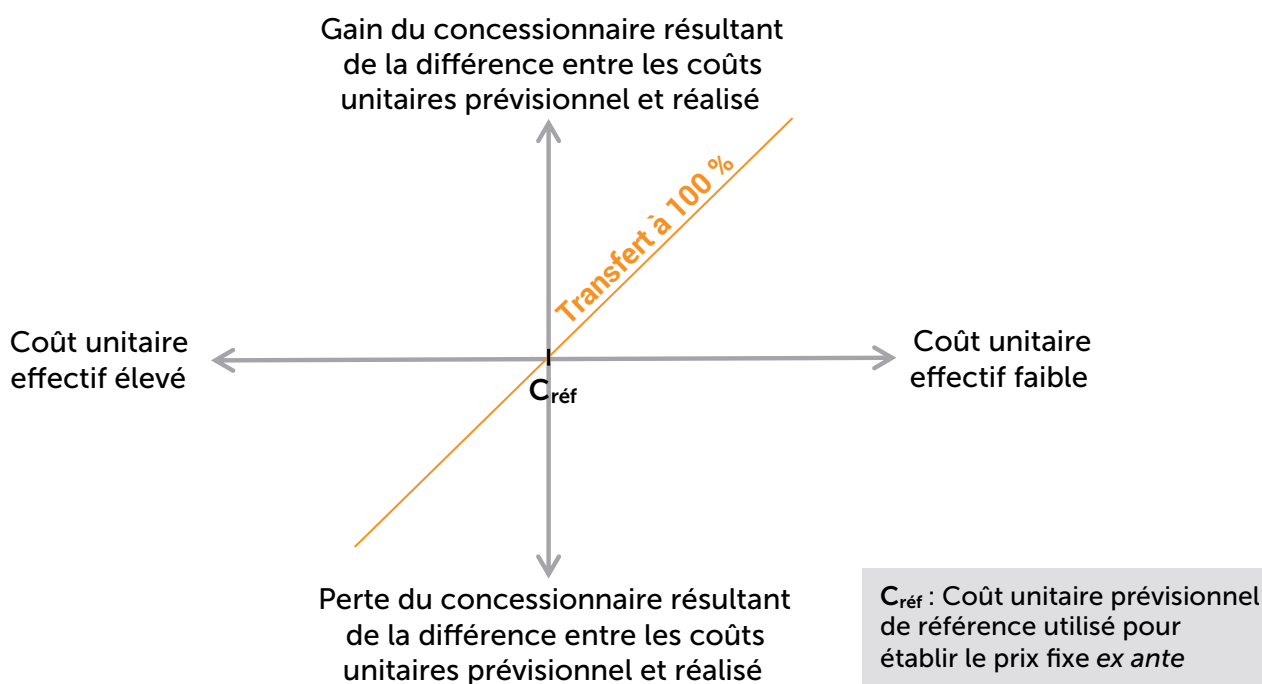 Gain du concessionnaire résultant
de la différence entre les coûts
unitaires prévisionnel et réalisé
Transfert à 100 %
Coût unitaire
effectif élevé
Coût unitaire
effectif faible
Créf
Perte du concessionnaire résultant
de la différence entre les coûts
unitaires prévisionnel et réalisé
Créf : Coût unitaire prévisionnel
de référence utilisé pour
établir le prix fixe ex ante